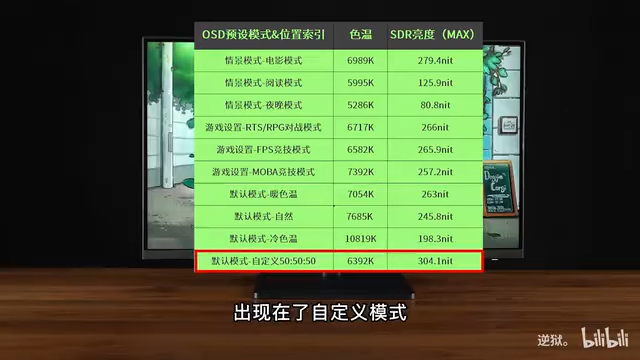 OSD预设模式&位置索引 色温 SDR亮度（MAX）
情景模式-电影模式 6989K 279.4nit
情景模式-阅读模式 5995K 125.9nit
情景模式-夜晚模式 5286K 80.8nit
游戏设置-RTS/RPG对战模式 6717K 266nit
游戏设置-FPS竞技模式 6582K 265.9nit
游戏设置-MOBA竞技模式 7392K 257.2nit
默认模式-暖色温 7054K 263nit
默认模式-自然 7685K 245.8nit
默认模式-冷色温 10819K 198.3nit
默认模式-自定义50:50:50 6392K 304.1nit
Corgi
出现在了自定义模式
逆狱。 bilibili